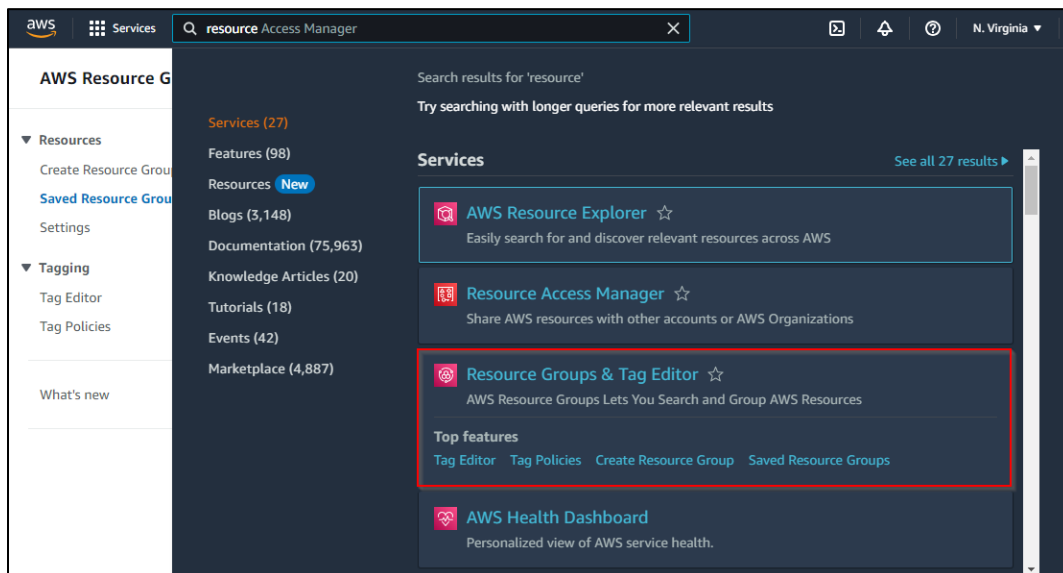 aws
Services
resource Access Manager
N. Virginia
AWS Resource G
Resources
Create Resource Grou
Saved Resource Grou
Settings
Tagging
Tag Editor
Tag Policies
What's new
Services (27)
Features (98)
Resources New
Blogs (3,148)
Documentation (75,963)
Knowledge Articles (20)
Tutorials (18)
Events (42)
Marketplace (4,887)
Search results for 'resource'
Try searching with longer queries for more relevant results
Services
See all 27 results
AWS Resource Explorer
Easily search for and discover relevant resources across AWS
Resource Access Manager
Share AWS resources with other accounts or AWS Organizations
Resource Groups & Tag Editor
AWS Resource Groups Lets You Search and Group AWS Resources
Top features
Tag Editor Tag Policies Create Resource Group Saved Resource Groups
AWS Health Dashboard
Personalized view of AWS service health.